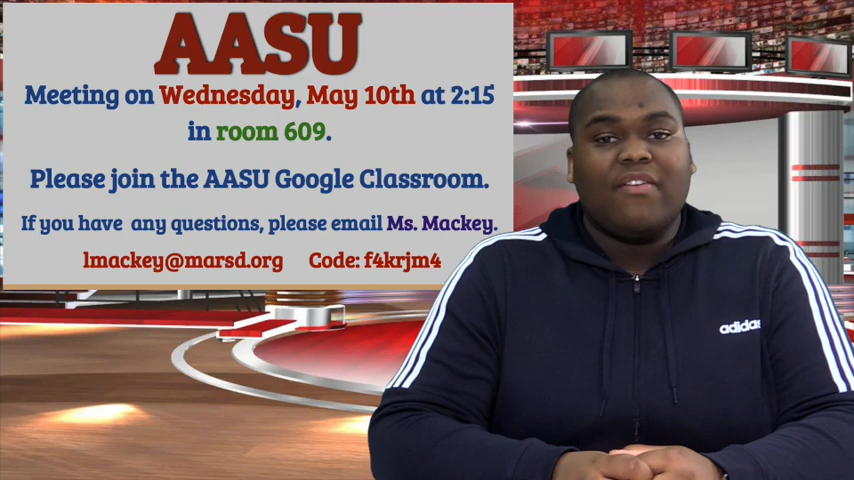 AASU
Meeting on Wednesday, May 10th at 2:15
in room 609.
Please join the AASU Google Classroom.
If you have any questions, please email Ms. Mackey.
lmackey@marsd.org Code: f4krjm4
adidas